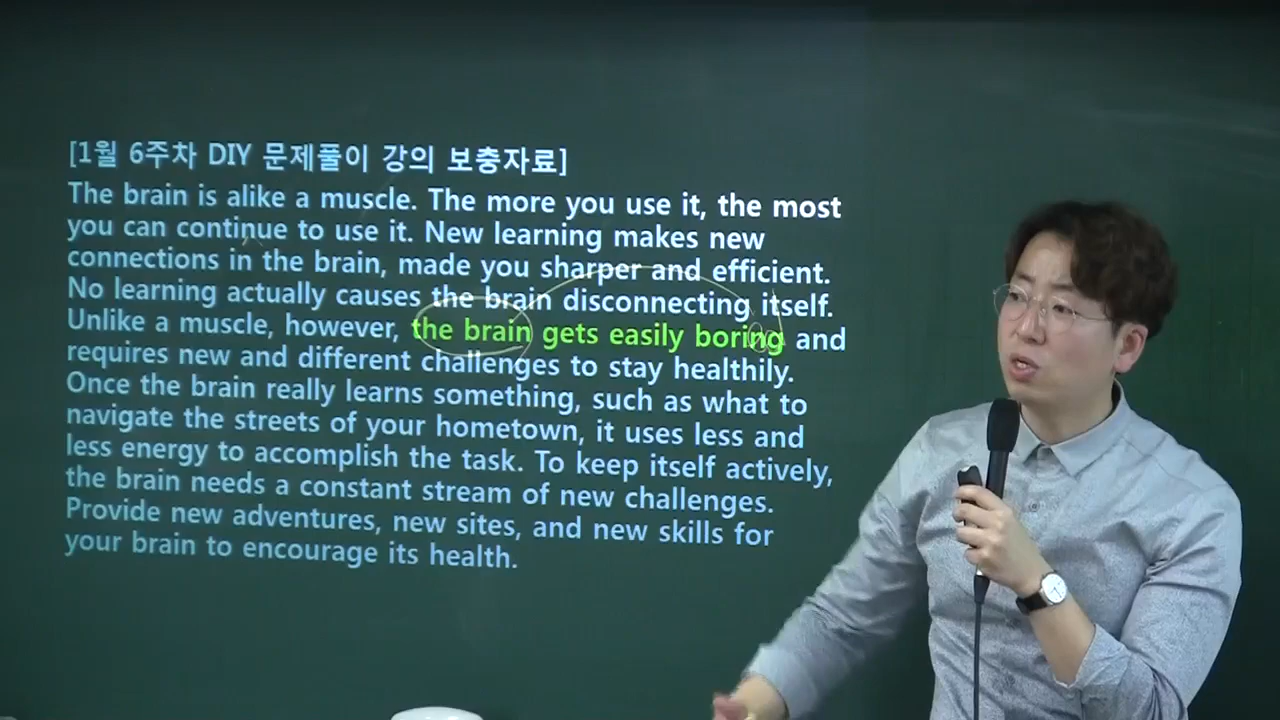 [1월 6주차 DIY 문제풀이 강의 보충자료]
The brain is alike a muscle. The more you use it, the most
you can continue to use it. New learning makes new
connections in the brain, made you sharper and efficient.
No learning actually causes the brain disconnecting itself.
Unlike a muscle, however, the brain gets easily boring and
requires new and different challenges to stay healthily.
Once the brain really learns something, such as what to
navigate the streets of your hometown, it uses less and
less energy to accomplish the task. To keep itself actively,
the brain needs a constant stream of new challenges.
Provide new adventures, new sites, and new skills for
your brain to encourage its health.